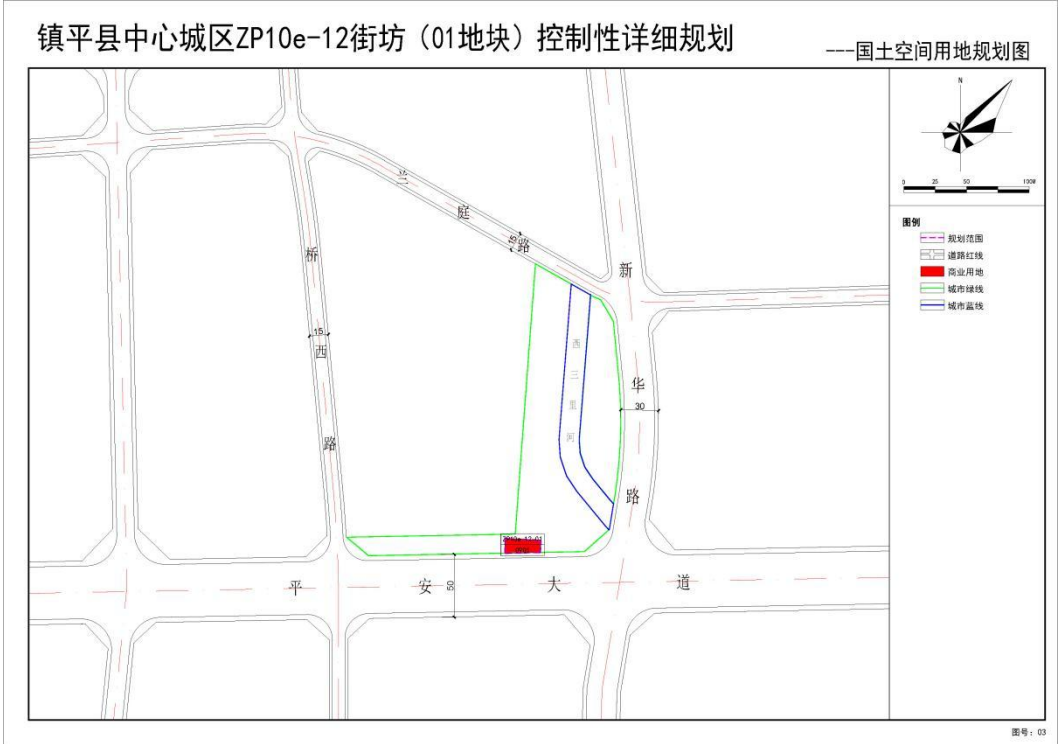 镇平县中心城区ZP10e-12街坊（01地块）控制性详细规划
---国土空间用地规划图
N
0 25 50 100M
图例
规划范围
道路红线
商业用地
城市绿线
城市蓝线
兰庭路
15
桥西路
15
新华路
30
西三里河
ZP10e-12-01
平安大道
50
图号：03